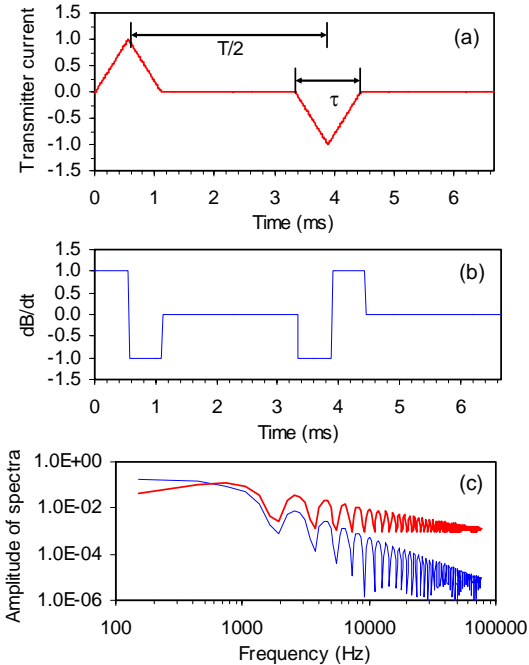 Transmitter current
1.5
1.0
0.5
0.0
-0.5
-1.0
-1.5
T/2
(a)
τ
0 1 2 3 4 5 6
Time (ms)
dB/dt
1.5
1.0
0.5
0.0
-0.5
-1.0
-1.5
(b)
0 1 2 3 4 5 6
Time (ms)
Amplitude of spectra
1.0E+00
1.0E-02
1.0E-04
1.0E-06
(c)
100 1000 10000 100000
Frequency (Hz)